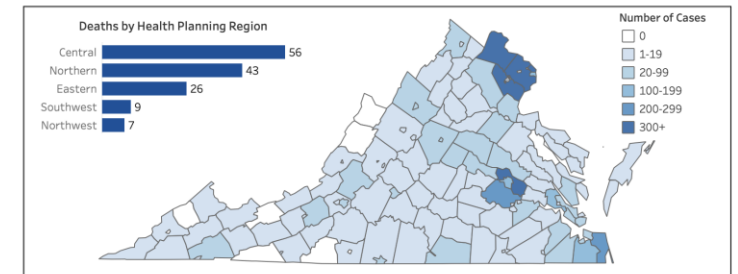 Deaths by Health Planning Region
Central 56
Northern 43
Eastern 26
Southwest 9
Northwest 7
Number of Cases
0
1-19
20-99
100-199
200-299
300+